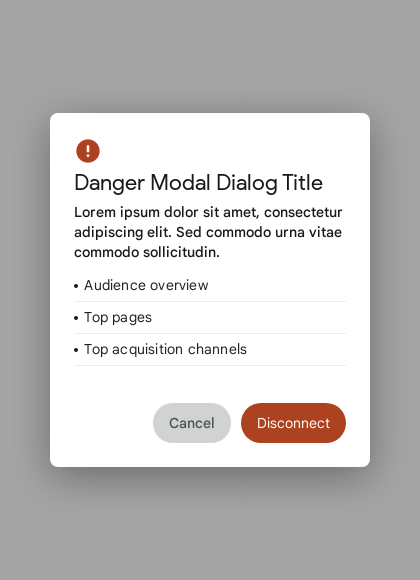 Danger Modal Dialog Title
Lorem ipsum dolor sit amet, consectetur
adipiscing elit. Sed commodo urna vitae
commodo sollicitudin.
• Audience overview
• Top pages
• Top acquisition channels
Cancel Disconnect